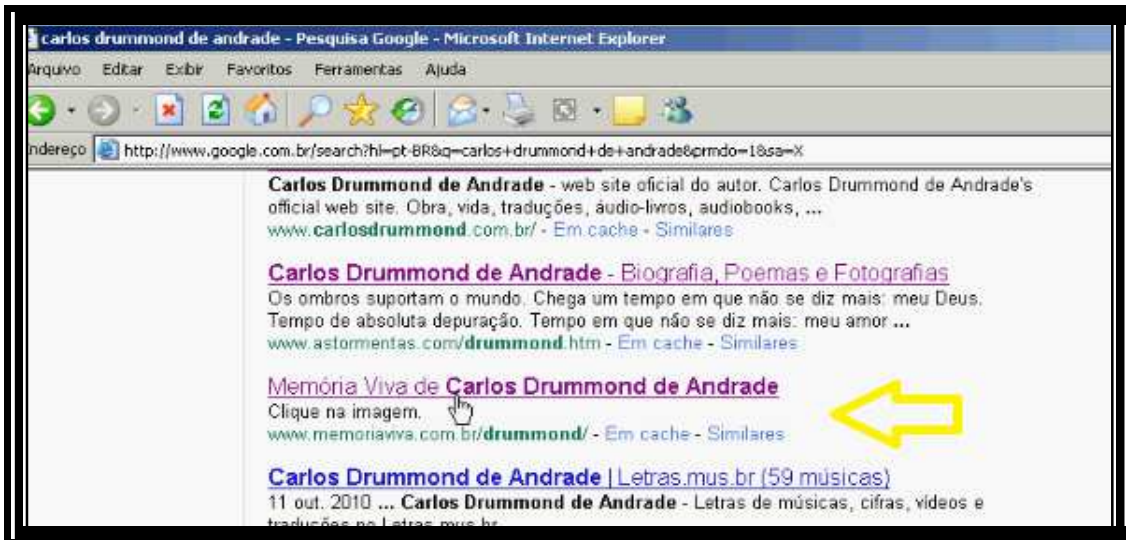 carlos drummond de andrade - Pesquisa Google - Microsoft Internet Explorer
Arquivo Editar Exibir Favoritos Ferramentas Ajuda
ndereço http://www.google.com.br/search?hl=pt-BR&q=carlos+drummond+de+andrade&prmdo=1&sa=X
Carlos Drummond de Andrade - web site oficial do autor. Carlos Drummond de Andrade's
official web site. Obra, vida, traduções, áudio-livros, audiobooks, ...
www.carlosdrummond.com.br/ - Em cache - Similares
Carlos Drummond de Andrade - Biografia, Poemas e Fotografias
Os ombros suportam o mundo. Chega um tempo em que não se diz mais: meu Deus.
Tempo de absoluta depuração. Tempo em que não se diz mais: meu amor ...
www.astormentas.com/drummond.htm - Em cache - Similares
Memória Viva de Carlos Drummond de Andrade
Clique na imagem.
www.memoriaviva.com.br/drummond/ - Em cache - Similares
Carlos Drummond de Andrade | Letras.mus.br (59 músicas)
11 out. 2010 ... Carlos Drummond de Andrade - Letras de músicas, cifras, vídeos e
traduções no Letras.mus.br